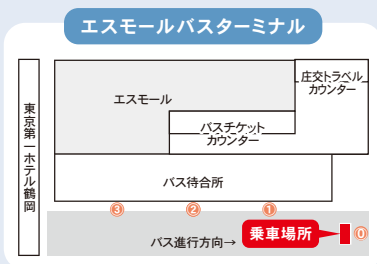 エスモールバスターミナル
庄交トラベル
カウンター
エスモール
バスチケット
カウンター
東京第一ホテル鶴岡
バス待合所
③ ② ①
乗車場所 ⓪
バス進行方向→